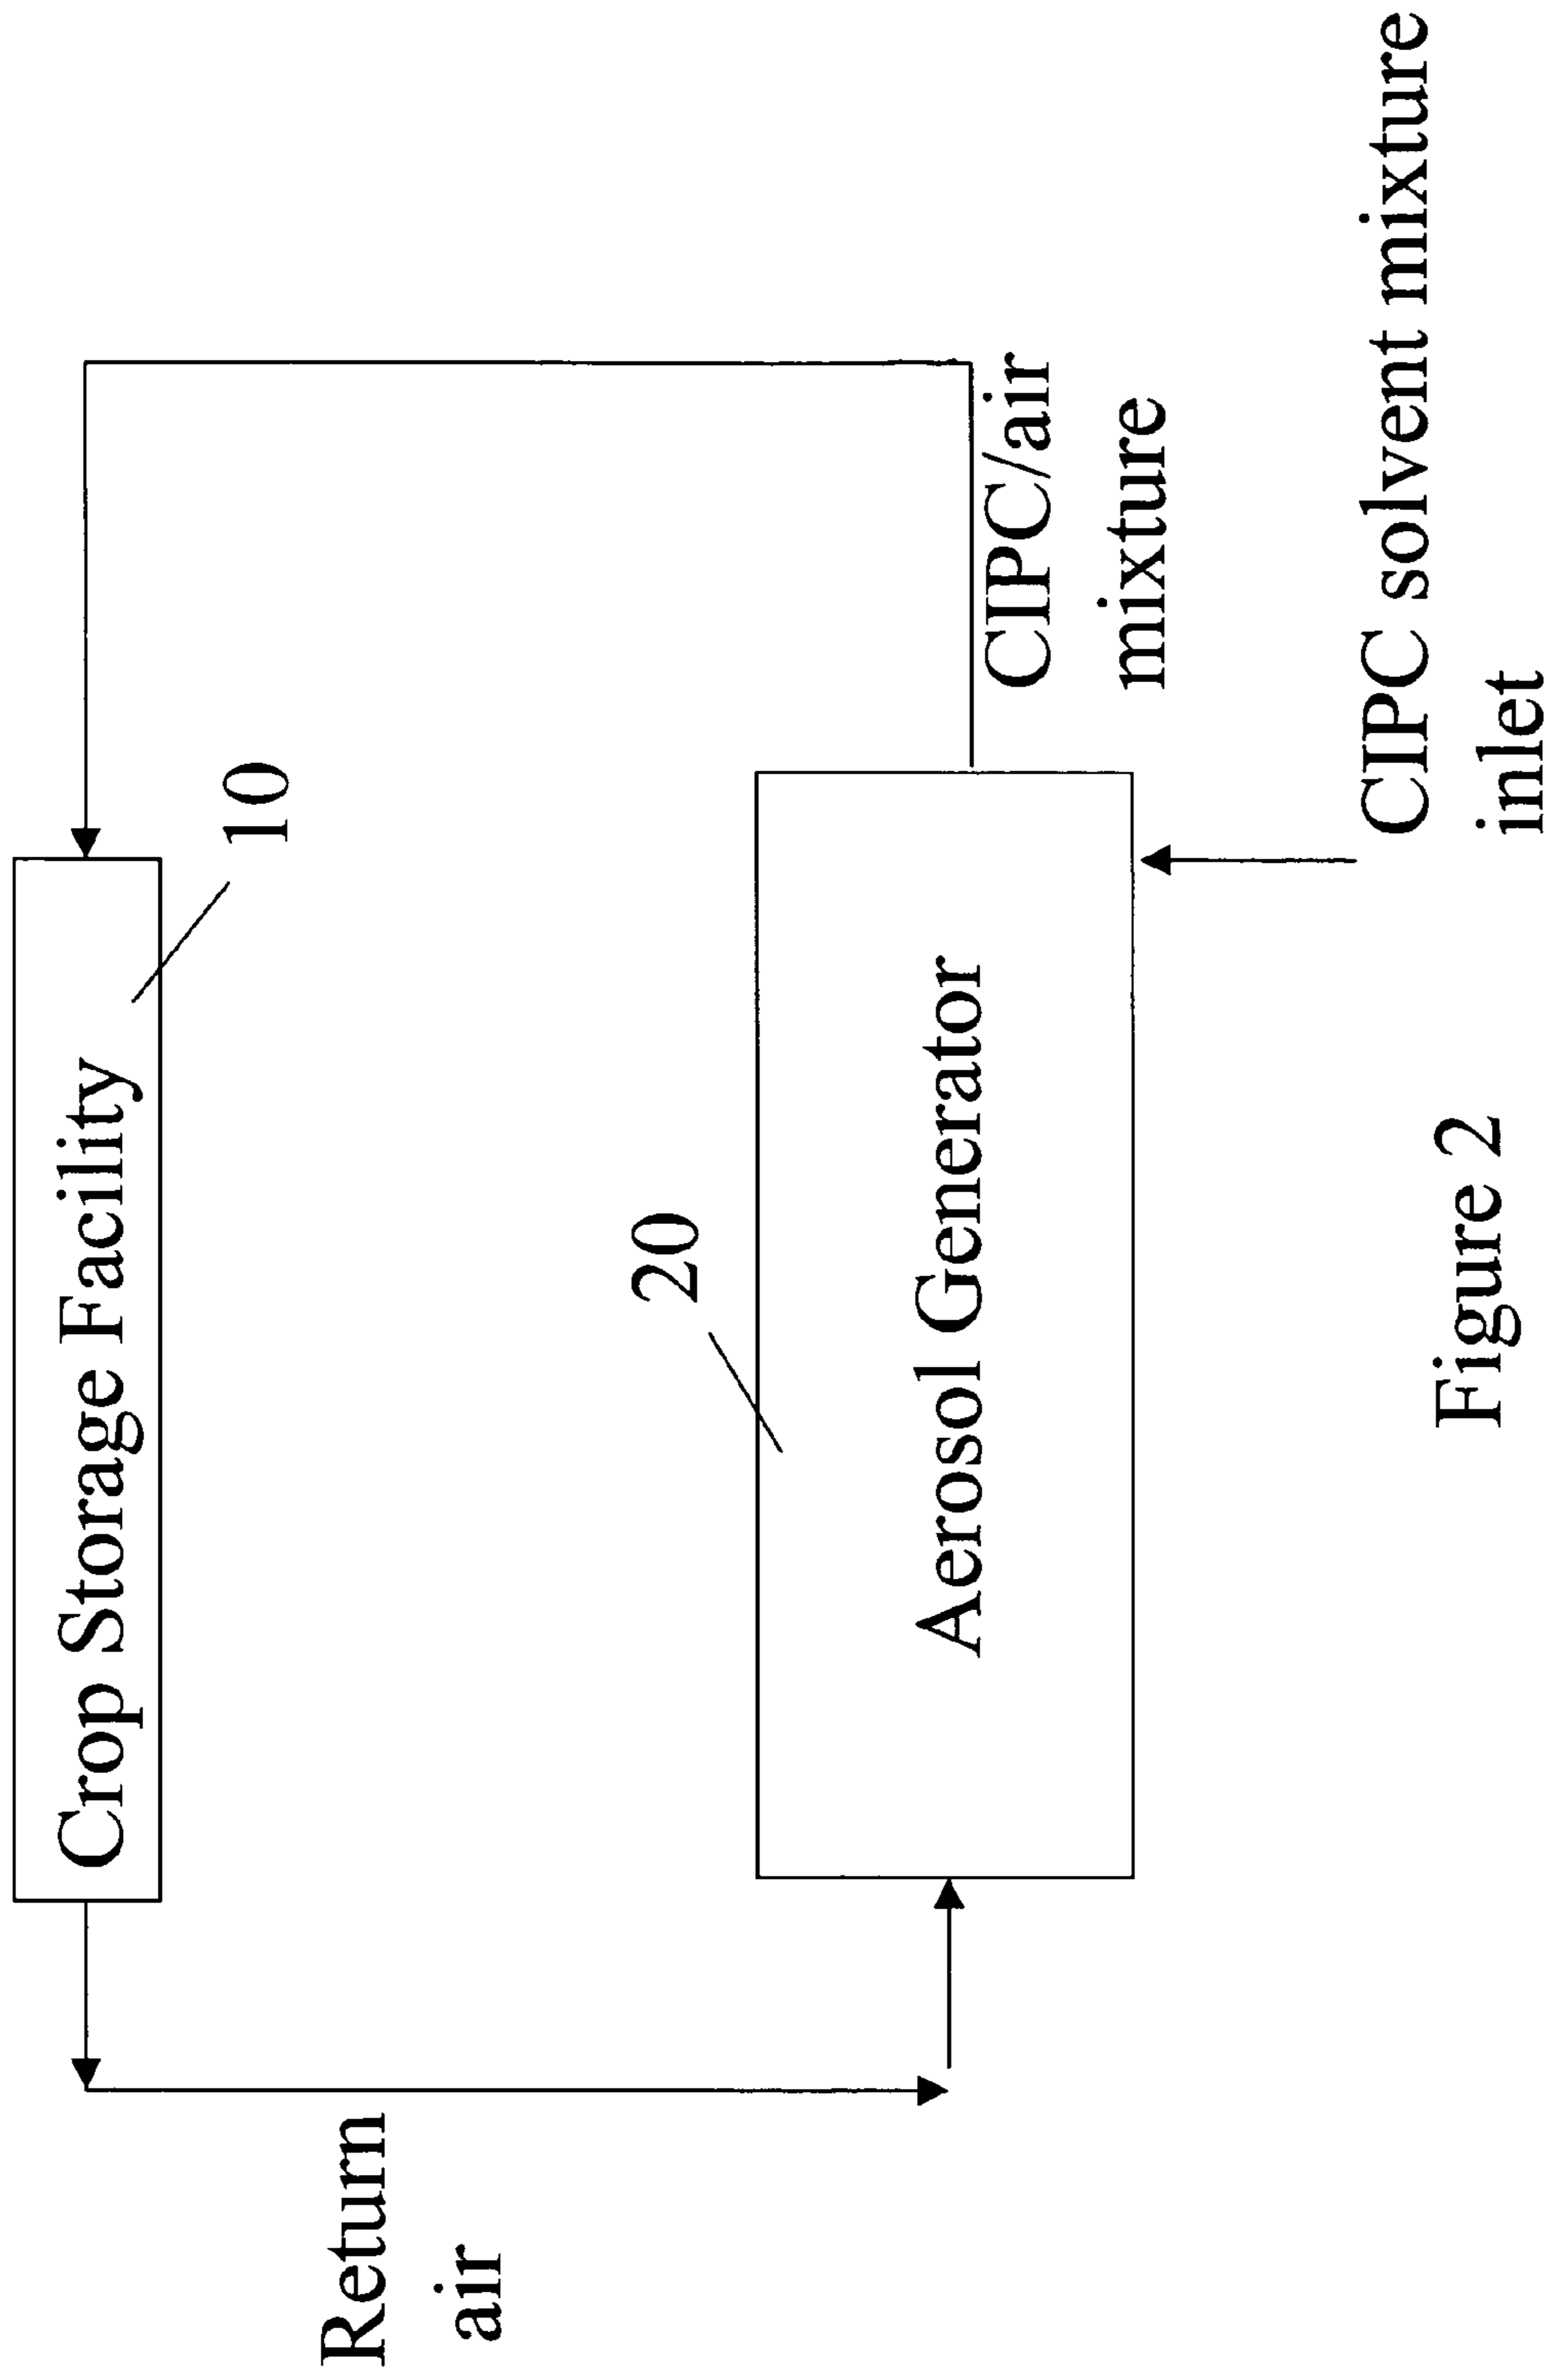 Crop Storage Facility
10
Return
air
20
Aerosol Generator
CIPC/air
mixture
CIPC solvent mixture
inlet
Figure 2